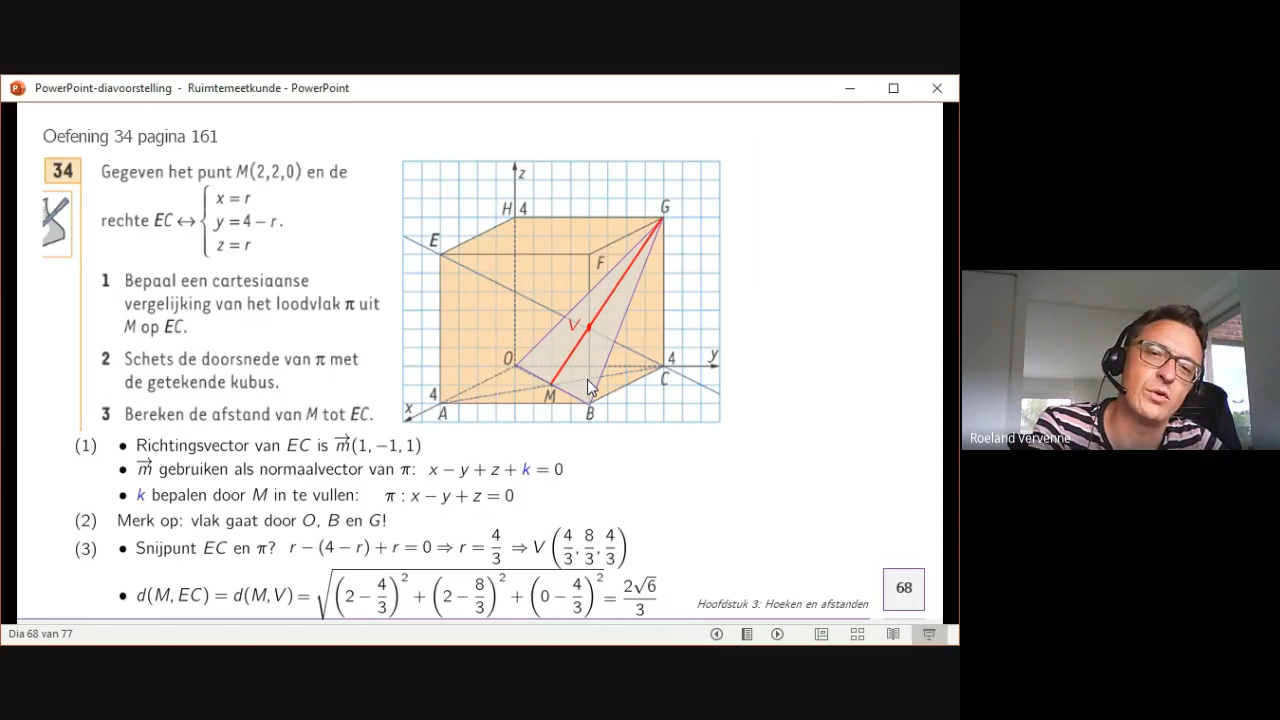 PowerPoint-diavoorstelling - Ruimtemeetkunde - PowerPoint
Oefening 34 pagina 161
34 Gegeven het punt M(2,2,0) en de
rechte EC ↔ { x = r
y = 4 − r.
z = r
1 Bepaal een cartesiaanse
vergelijking van het loodvlak π uit
M op EC.
2 Schets de doorsnede van π met
de getekende kubus.
3 Bereken de afstand van M tot EC.
z
H 4
G
E
F
V
O
4
y
C
4
M
x
A
B
(1) • Richtingsvector van EC is m⃗(1, −1, 1)
• m⃗ gebruiken als normaalvector van π: x − y + z + k = 0
• k bepalen door M in te vullen: π : x − y + z = 0
(2) Merk op: vlak gaat door O, B en G!
(3) • Snijpunt EC en π? r − (4 − r) + r = 0 ⇒ r = 4/3 ⇒ V (4/3, 8/3, 4/3)
• d(M, EC) = d(M, V) = √((2 − 4/3)² + (2 − 8/3)² + (0 − 4/3)²) = 2√6/3
Hoofdstuk 3: Hoeken en afstanden
68
Dia 68 van 77
Roeland Vervenne